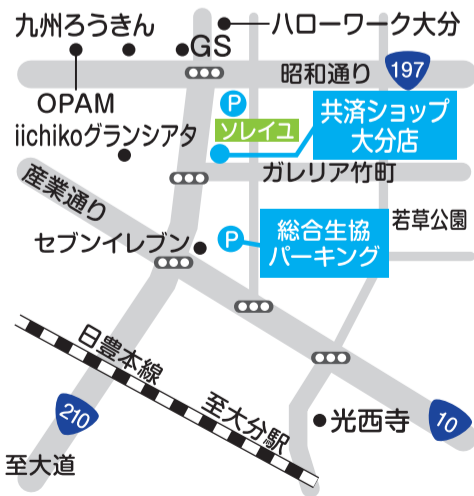 九州ろうきん
ハローワーク大分
GS
昭和通り
197
OPAM
P
共済ショップ
大分店
ソレイユ
iichikoグランシアタ
ガレリア竹町
産業通り
若草公園
セブンイレブン
P
総合生協
パーキング
日豊本線
至大分駅
210
光西寺
10
至大道